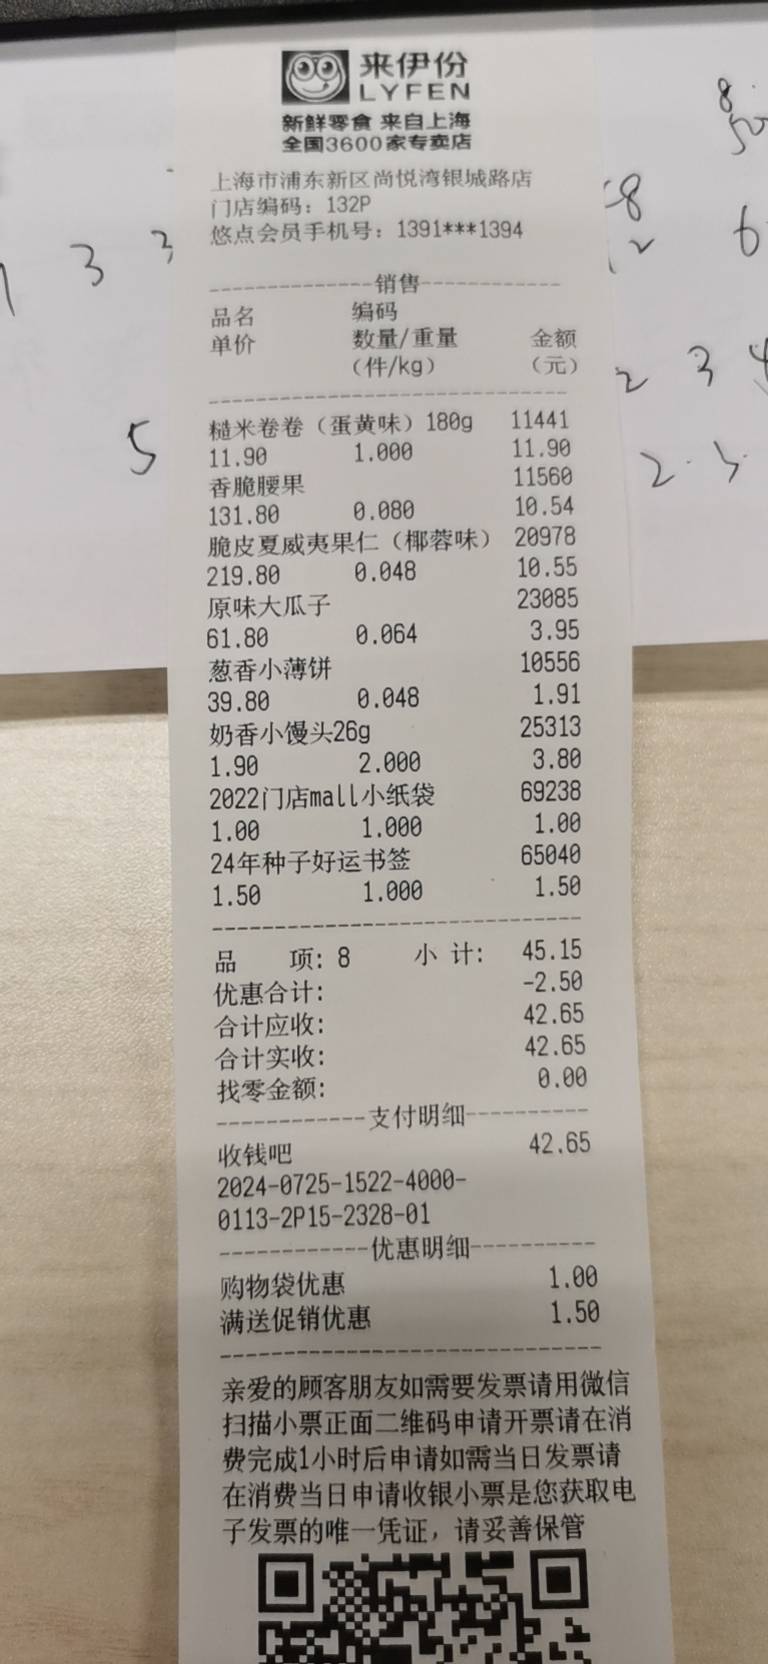 来伊份
LYFEN
新鲜零食 来自上海
全国3600家专卖店
上海市浦东新区尚悦湾银城路店
门店编码：132P
悠点会员手机号：1391***1394
--------------销售--------------
品名 编码
单价 数量/重量 金额
（件/kg） （元）
糙米卷卷（蛋黄味）180g 11441
11.90 1.000 11.90
香脆腰果 11560
131.80 0.080 10.54
脆皮夏威夷果仁（椰蓉味） 20978
219.80 0.048 10.55
原味大瓜子 23085
61.80 0.064 3.95
葱香小薄饼 10556
39.80 0.048 1.91
奶香小馒头26g 25313
1.90 2.000 3.80
2022门店mall小纸袋 69238
1.00 1.000 1.00
24年种子好运书签 65040
1.50 1.000 1.50
品 项: 8 小 计: 45.15
优惠合计: -2.50
合计应收: 42.65
合计实收: 42.65
找零金额: 0.00
------------支付明细----------
收钱吧 42.65
2024-0725-1522-4000-
0113-2P15-2328-01
------------优惠明细----------
购物袋优惠 1.00
满送促销优惠 1.50
亲爱的顾客朋友如需要发票请用微信
扫描小票正面二维码申请开票请在消
费完成1小时后申请如需当日发票请
在消费当日申请收银小票是您获取电
子发票的唯一凭证，请妥善保管
3 3
5
8
6
2 3